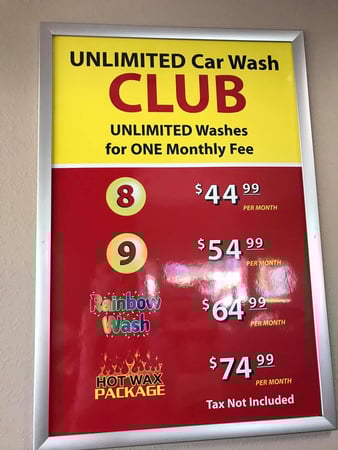 UNLIMITED Car Wash
CLUB
UNLIMITED Washes
for ONE Monthly Fee
8 $44.99
PER MONTH
9 $54.99
PER MONTH
Rainbow $64.99
Wash PER MONTH
HOT WAX $74.99
PACKAGE PER MONTH
Tax Not Included